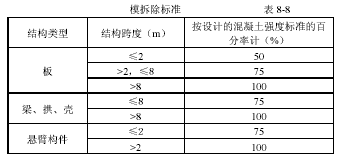 模拆除标准 表 8-8
结构类型 结构跨度（m） 按设计的混凝土强度标准的百
分率计（%）
板 ≤2 50
>2，≤8 75
>8 100
梁、拱、壳 ≤8 75
>8 100
悬臂构件 ≤2 75
>2 100